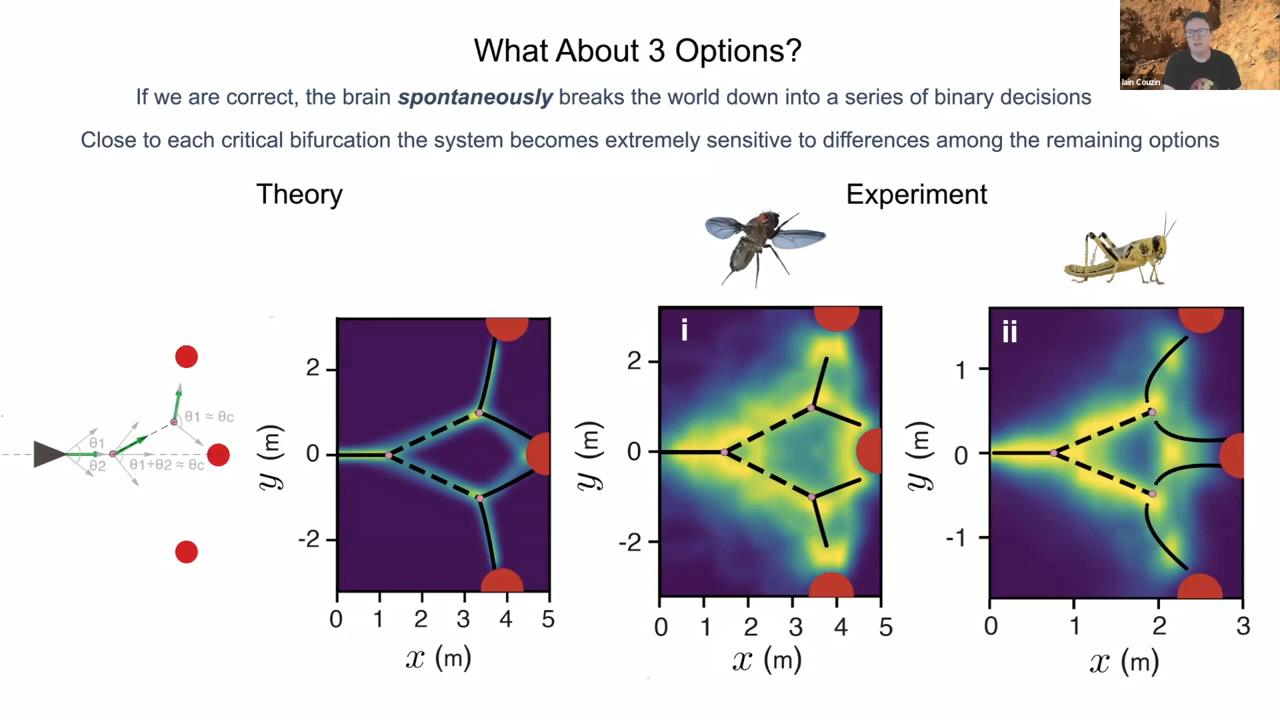 What About 3 Options?
Iain Couzin
If we are correct, the brain spontaneously breaks the world down into a series of binary decisions
Close to each critical bifurcation the system becomes extremely sensitive to differences among the remaining options
Theory
Experiment
θ1
θ2
θ1+θ2 ≈ θc
θ1 ≈ θc
y (m)
2
0
-2
0 1 2 3 4 5
x (m)
i
y (m)
2
0
-2
0 1 2 3 4 5
x (m)
ii
y (m)
1
0
-1
0 1 2 3
x (m)